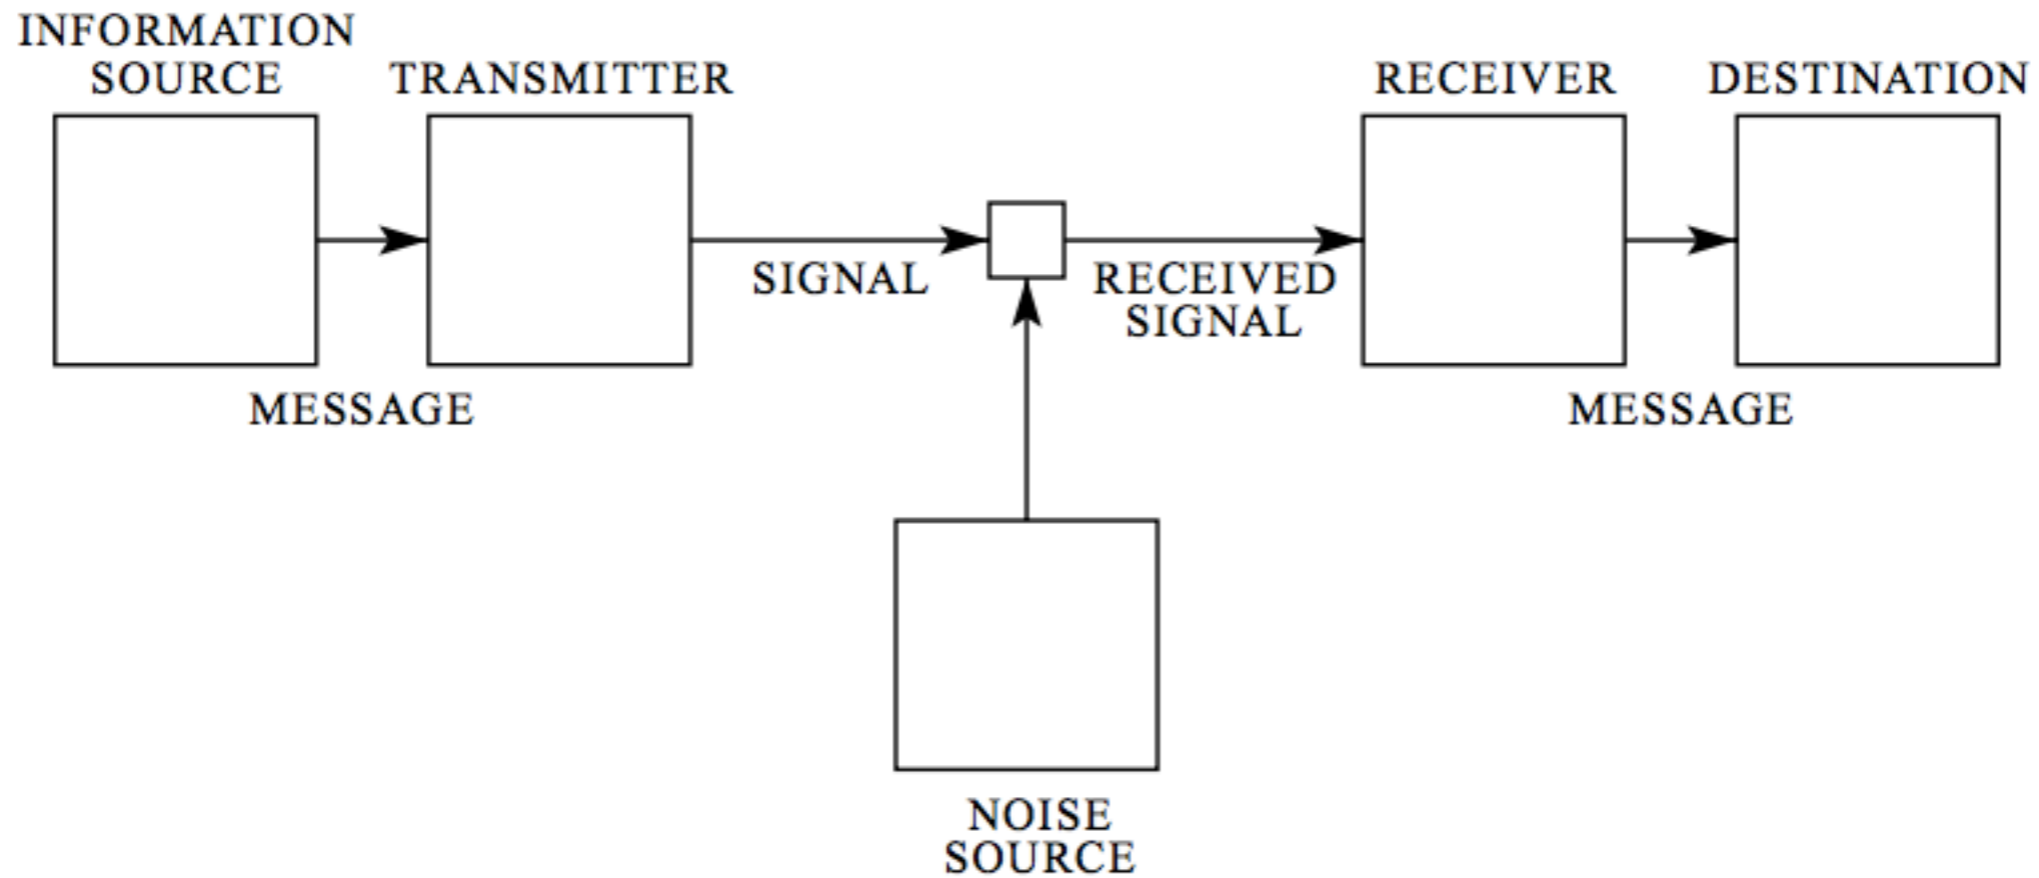 INFORMATION
SOURCE
TRANSMITTER
RECEIVER
DESTINATION
SIGNAL
RECEIVED
SIGNAL
MESSAGE
MESSAGE
NOISE
SOURCE